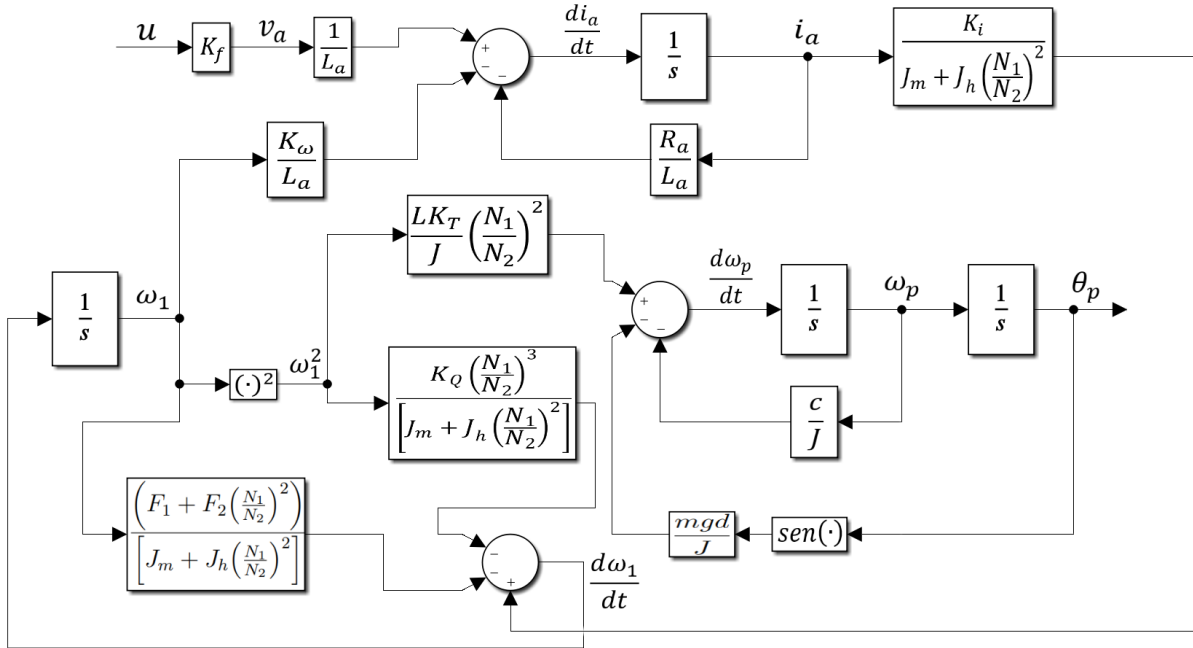 u
K_f
v_a
1/L_a
+
−
−
di_a/dt
1/s
i_a
K_i/(J_m + J_h(N_1/N_2)^2)
K_ω/L_a
R_a/L_a
LK_T/J (N_1/N_2)^2
1/s
ω_1
+
−
−
dω_p/dt
1/s
ω_p
1/s
θ_p
(·)^2
ω_1^2
K_Q(N_1/N_2)^3/[J_m + J_h(N_1/N_2)^2]
c/J
(F_1 + F_2(N_1/N_2)^2)/[J_m + J_h(N_1/N_2)^2]
mgd/J
sen(·)
−
−
+
dω_1/dt